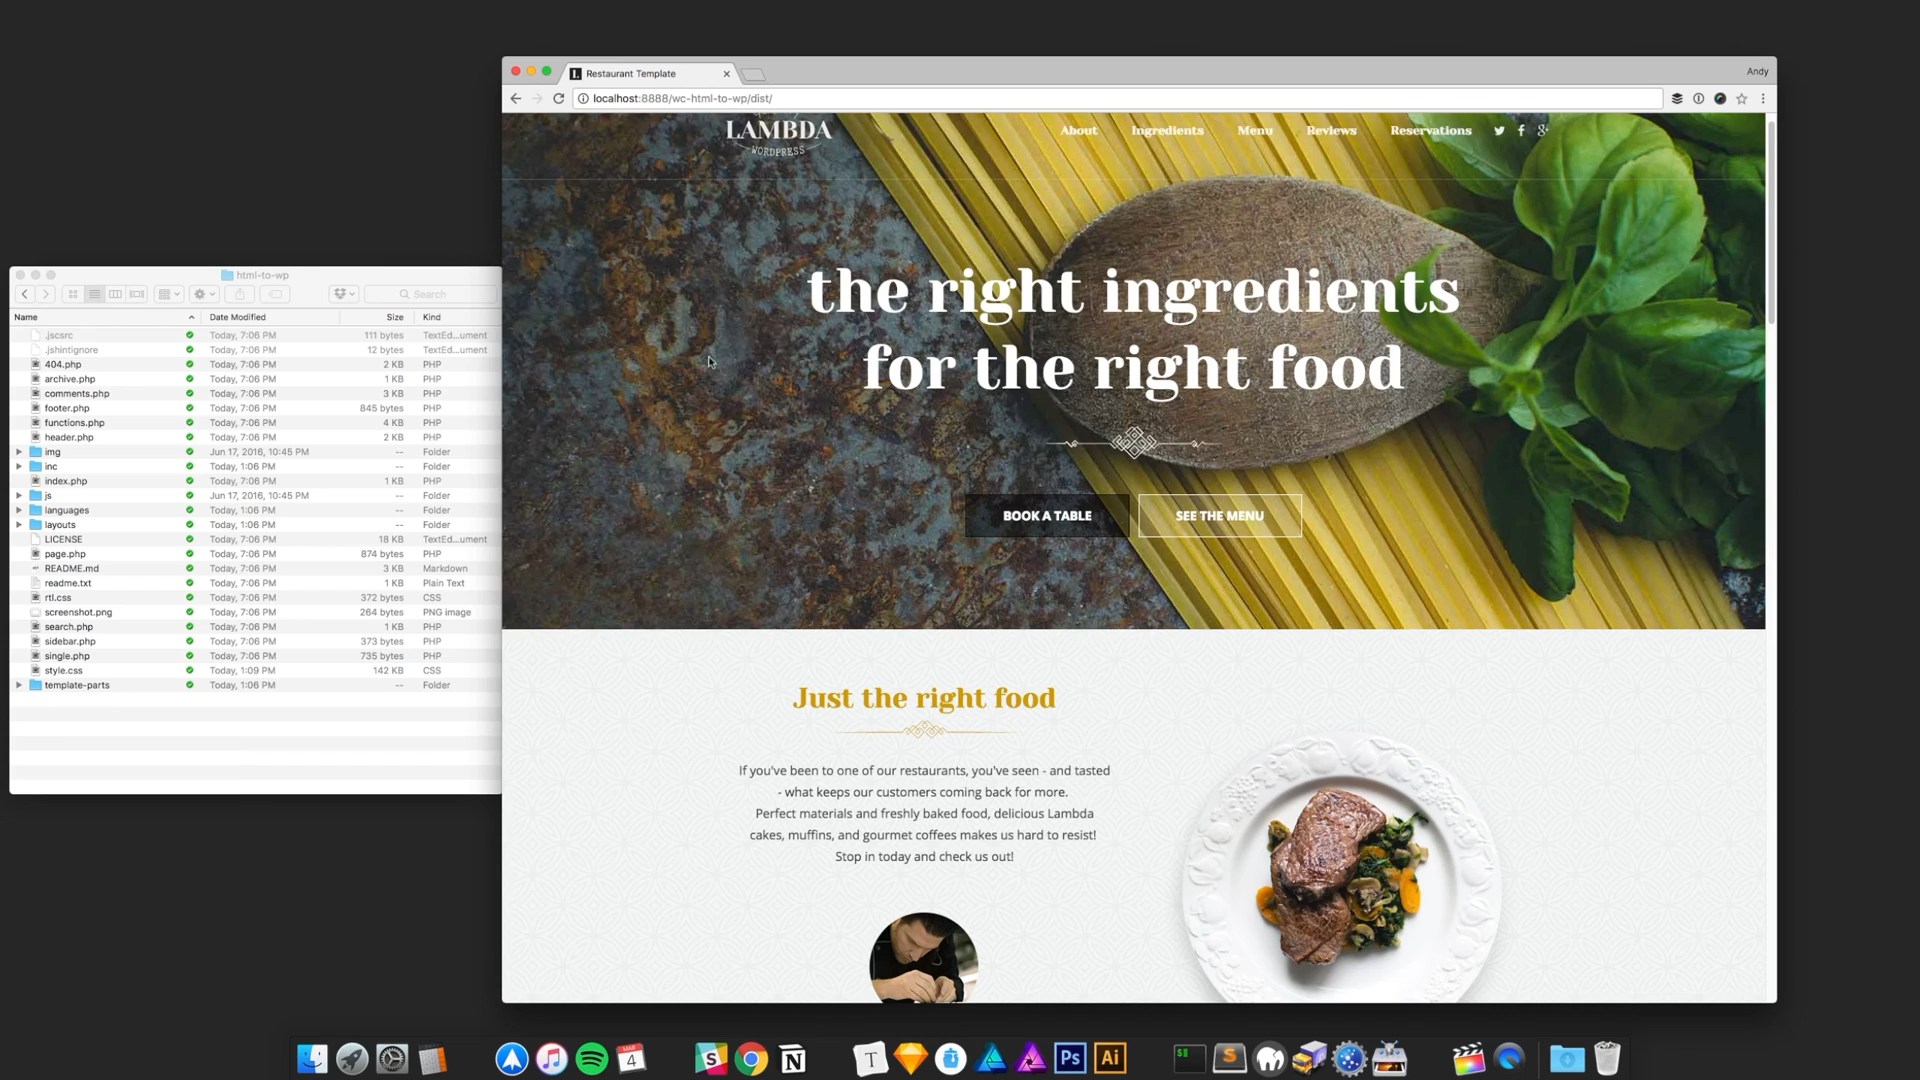 Restaurant Template
Andy
localhost:8888/wc-html-to-wp/dist/
LAMBDA
WORDPRESS
About Ingredients Menu Reviews Reservations
the right ingredients
for the right food
BOOK A TABLE SEE THE MENU
Just the right food
If you've been to one of our restaurants, you've seen - and tasted
- what keeps our customers coming back for more.
Perfect materials and freshly baked food, delicious Lambda
cakes, muffins, and gourmet coffees makes us hard to resist!
Stop in today and check us out!
html-to-wp
Search
Name Date Modified Size Kind
.jscsrc Today, 7:06 PM 111 bytes TextEd...ument
.jshintignore Today, 7:06 PM 12 bytes TextEd...ument
404.php Today, 7:06 PM 2 KB PHP
archive.php Today, 7:06 PM 1 KB PHP
comments.php Today, 7:06 PM 3 KB PHP
footer.php Today, 7:06 PM 845 bytes PHP
functions.php Today, 7:06 PM 4 KB PHP
header.php Today, 7:06 PM 2 KB PHP
img Jun 17, 2016, 10:45 PM -- Folder
inc Today, 1:06 PM -- Folder
index.php Today, 7:06 PM 1 KB PHP
js Jun 17, 2016, 10:45 PM -- Folder
languages Today, 1:06 PM -- Folder
layouts Today, 1:06 PM -- Folder
LICENSE Today, 7:06 PM 18 KB TextEd...ument
page.php Today, 7:06 PM 874 bytes PHP
README.md Today, 7:06 PM 3 KB Markdown
readme.txt Today, 7:06 PM 1 KB Plain Text
rtl.css Today, 7:06 PM 372 bytes CSS
screenshot.png Today, 7:06 PM 264 bytes PNG image
search.php Today, 7:06 PM 1 KB PHP
sidebar.php Today, 7:06 PM 373 bytes PHP
single.php Today, 7:06 PM 735 bytes PHP
style.css Today, 1:09 PM 142 KB CSS
template-parts Today, 1:06 PM -- Folder
MAR
4 S N T Ps Ai $ S